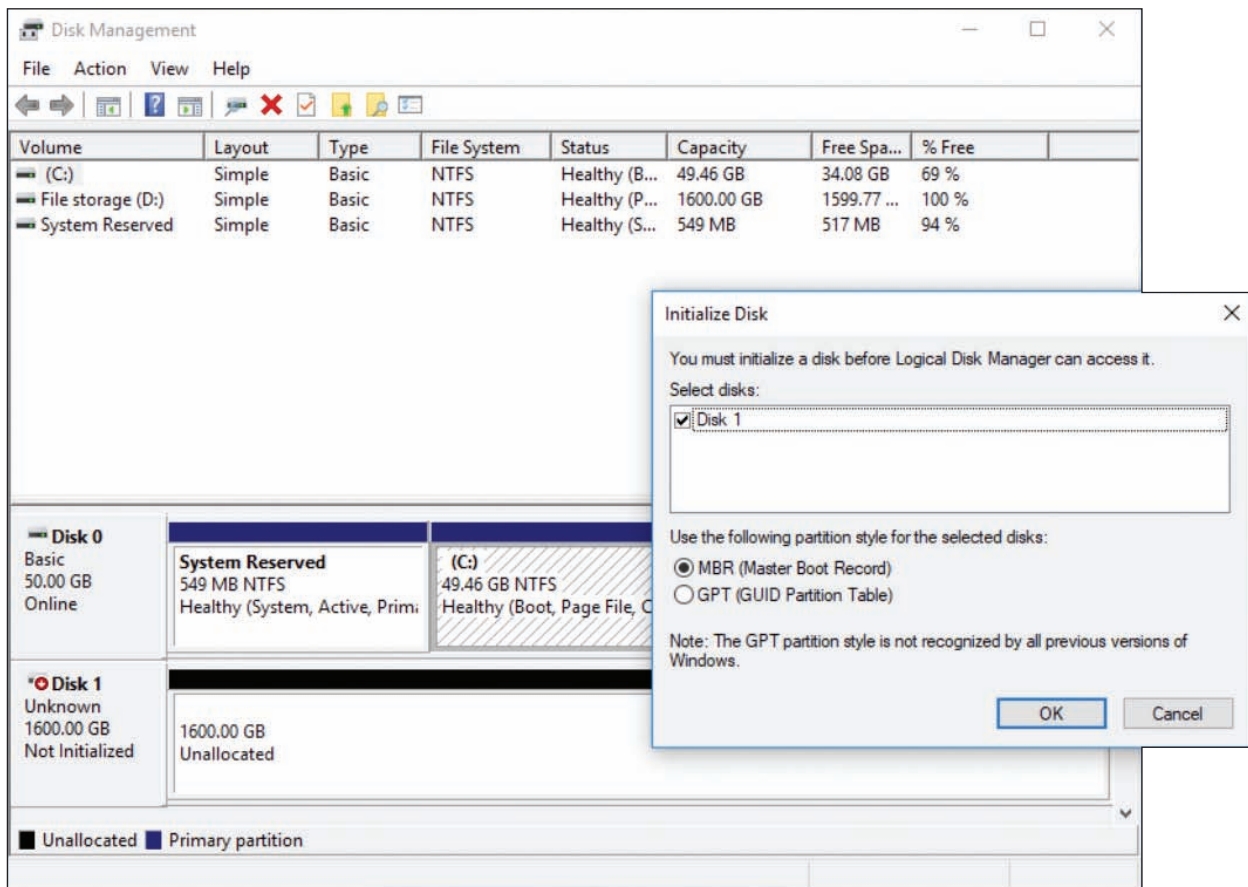 Disk Management
File Action View Help
Volume Layout Type File System Status Capacity Free Spa... % Free
(C:) Simple Basic NTFS Healthy (B... 49.46 GB 34.08 GB 69 %
File storage (D:) Simple Basic NTFS Healthy (P... 1600.00 GB 1599.77 ... 100 %
System Reserved Simple Basic NTFS Healthy (S... 549 MB 517 MB 94 %
Initialize Disk
You must initialize a disk before Logical Disk Manager can access it.
Select disks:
Disk 1
Use the following partition style for the selected disks:
MBR (Master Boot Record)
GPT (GUID Partition Table)
Note: The GPT partition style is not recognized by all previous versions of
Windows.
OK Cancel
Disk 0
Basic
50.00 GB
Online
System Reserved
549 MB NTFS
Healthy (System, Active, Prima
(C:)
49.46 GB NTFS
Healthy (Boot, Page File, C
Disk 1
Unknown
1600.00 GB
Not Initialized
1600.00 GB
Unallocated
Unallocated Primary partition